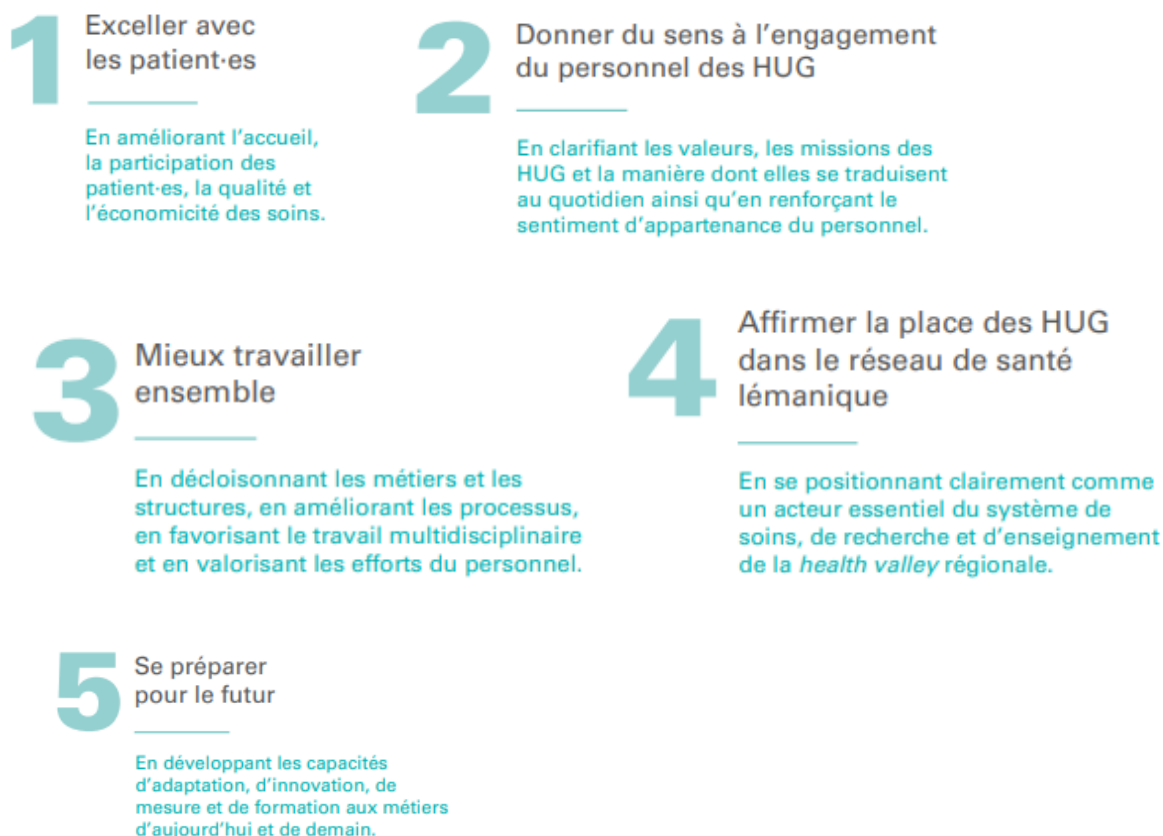 1
Exceller avec
les patient·es
En améliorant l'accueil,
la participation des
patient·es, la qualité et
l'économicité des soins.
2
Donner du sens à l'engagement
du personnel des HUG
En clarifiant les valeurs, les missions des
HUG et la manière dont elles se traduisent
au quotidien ainsi qu'en renforçant le
sentiment d'appartenance du personnel.
3
Mieux travailler
ensemble
En décloisonnant les métiers et les
structures, en améliorant les processus,
en favorisant le travail multidisciplinaire
et en valorisant les efforts du personnel.
4
Affirmer la place des HUG
dans le réseau de santé
lémanique
En se positionnant clairement comme
un acteur essentiel du système de
soins, de recherche et d'enseignement
de la health valley régionale.
5
Se préparer
pour le futur
En développant les capacités
d'adaptation, d'innovation, de
mesure et de formation aux métiers
d'aujourd'hui et de demain.